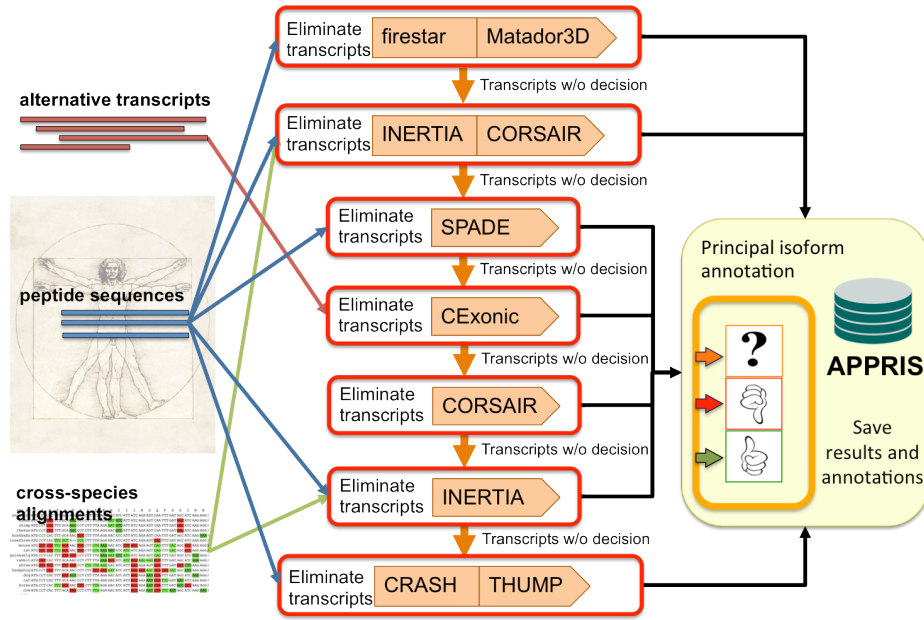 Eliminate
transcripts
firestar
Matador3D
Transcripts w/o decision
alternative transcripts
Eliminate
transcripts
INERTIA
CORSAIR
Transcripts w/o decision
Eliminate
transcripts
SPADE
Transcripts w/o decision
peptide sequences
Eliminate
transcripts
CExonic
Transcripts w/o decision
Eliminate
transcripts
CORSAIR
Transcripts w/o decision
cross-species
alignments
Eliminate
transcripts
INERTIA
Transcripts w/o decision
Eliminate
transcripts
CRASH
THUMP
Principal isoform
annotation
?
APPRIS
Save
results and
annotations